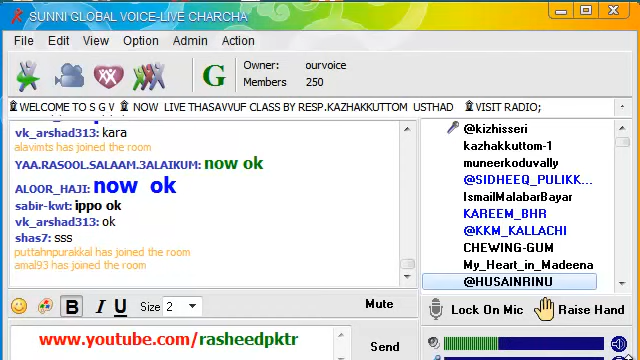 SUNNI GLOBAL VOICE-LIVE CHARCHA
File Edit View Option Admin Action
Owner: ourvoice
Members 250
G
WELCOME TO S G V NOW LIVE THASAVVUF CLASS BY RESP.KAZHAKKUTTOM USTHAD VISIT RADIO;
vk_arshad313: kara
alavimts has joined the room
YAA.RASOOL.SALAAM.3ALAIKUM: now ok
ALOOR_HAJI: now ok
sabir-kwt: ippo ok
vk_arshad313: ok
shas7: sss
puttahnpurakkal has joined the room
amal93 has joined the room
@kizhisseri
kazhakkuttom-1
muneerkoduvally
@SIDHEEQ_PULIKK...
IsmailMalabarBayar
KAREEM_BHR
@KKM_KALLACHI
CHEWING-GUM
My_Heart_in_Madeena
@HUSAINRINU
B I U Size 2 Mute
Lock On Mic Raise Hand
www.youtube.com/rasheedpktr
Send